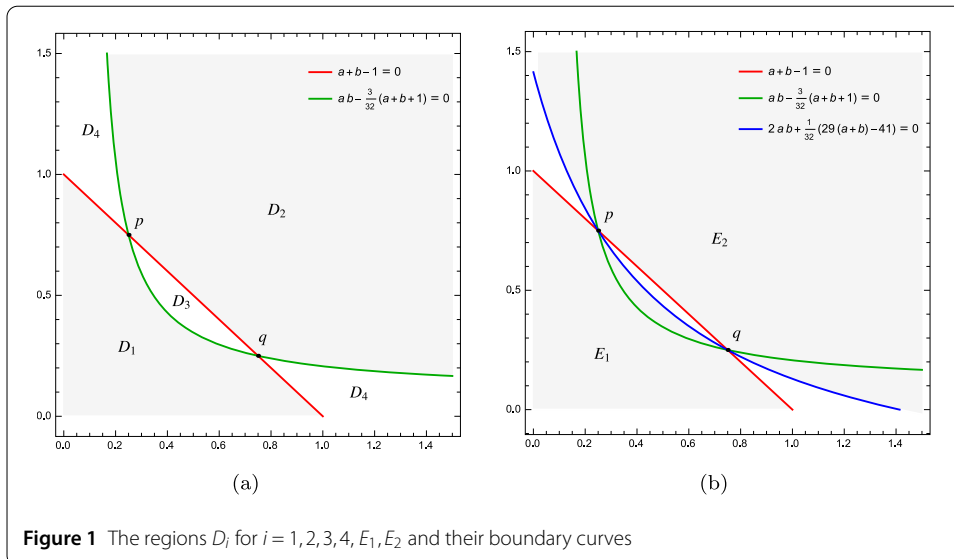 1.5
1.0
0.5
0.0
0.0 0.2 0.4 0.6 0.8 1.0 1.2 1.4
a + b - 1 = 0
a b - 3/32 (a + b + 1) = 0
D4
p
D2
D3
q
D1
D4
(a)
1.5
1.0
0.5
0.0
0.0 0.2 0.4 0.6 0.8 1.0 1.2 1.4
a + b - 1 = 0
a b - 3/32 (a + b + 1) = 0
2 a b + 1/32 (29 (a + b) - 41) = 0
p
E2
q
E1
(b)
Figure 1 The regions Di for i = 1, 2, 3, 4, E1, E2 and their boundary curves